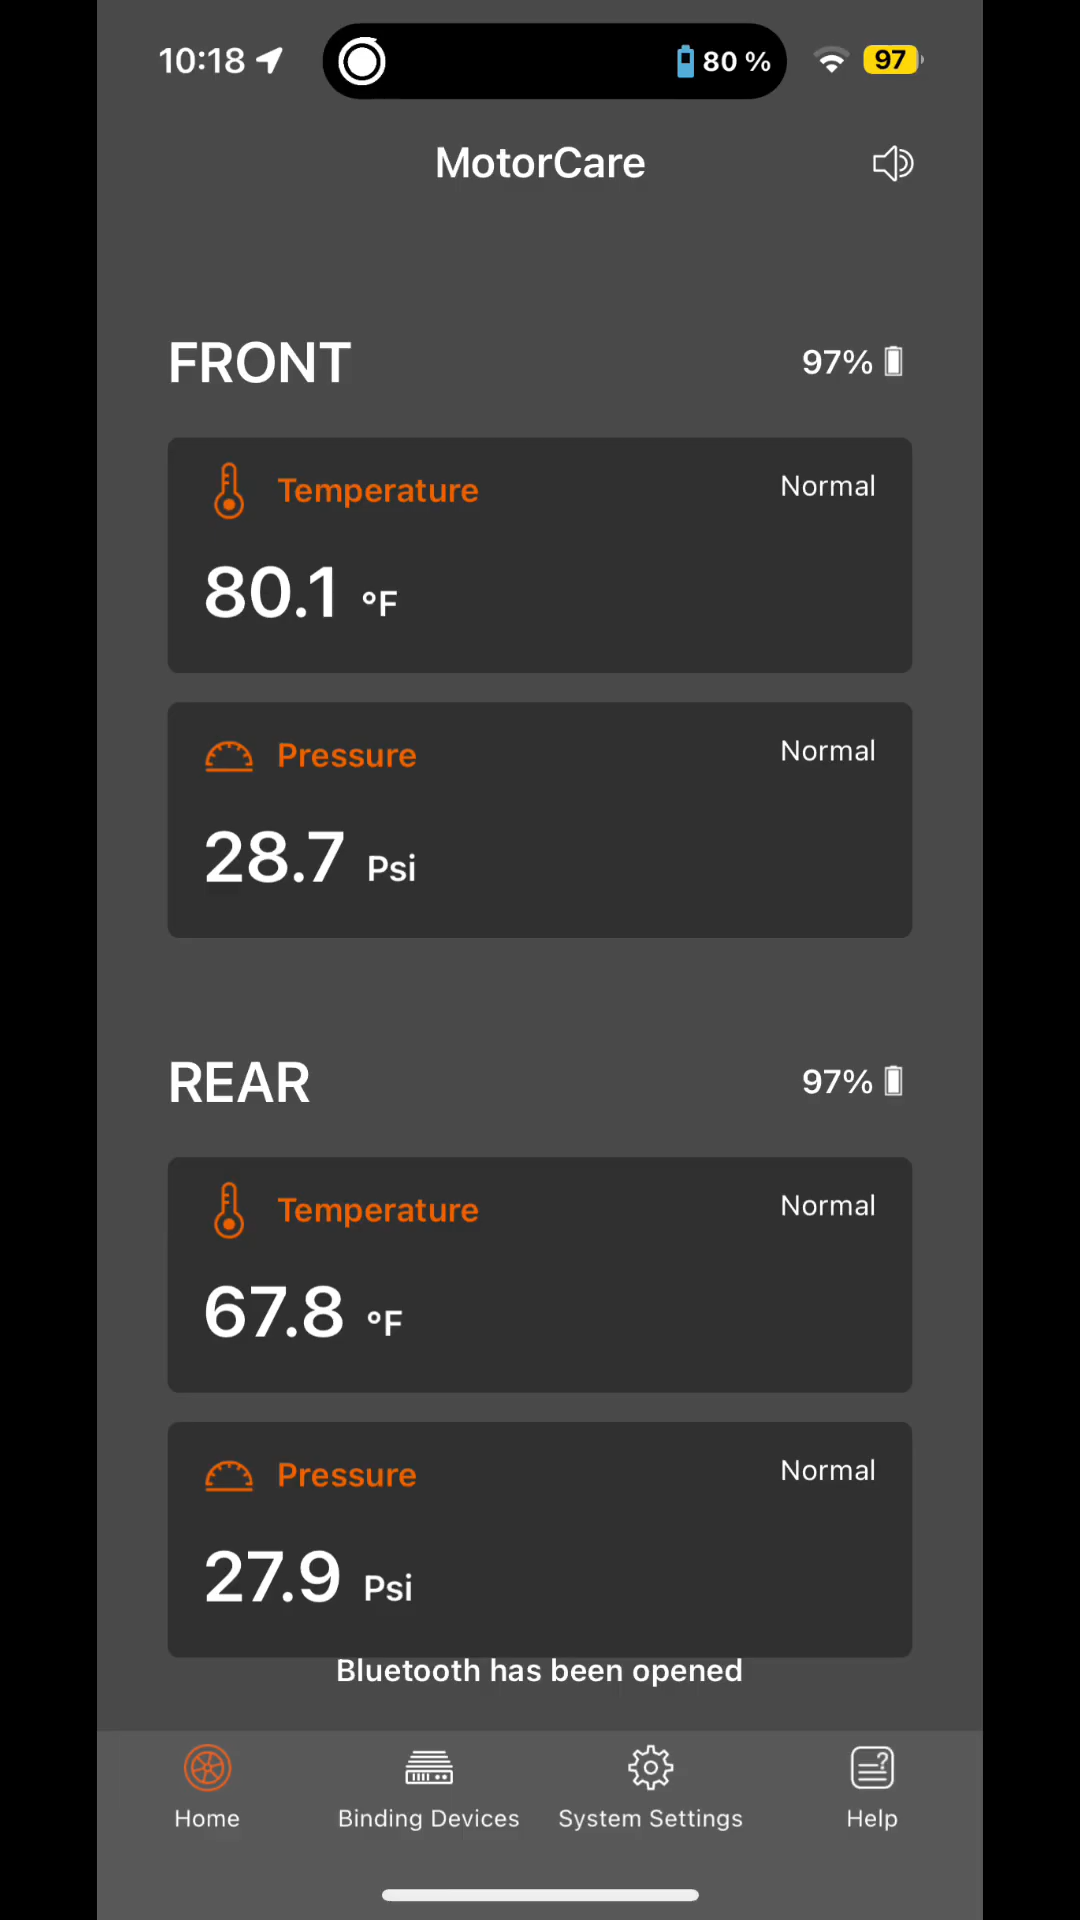 10:18
80 %
97
MotorCare
FRONT
97%
Temperature
Normal
80.1 °F
Pressure
Normal
28.7 Psi
REAR
97%
Temperature
Normal
67.8 °F
Pressure
Normal
27.9 Psi
Bluetooth has been opened
Home
Binding Devices
System Settings
Help